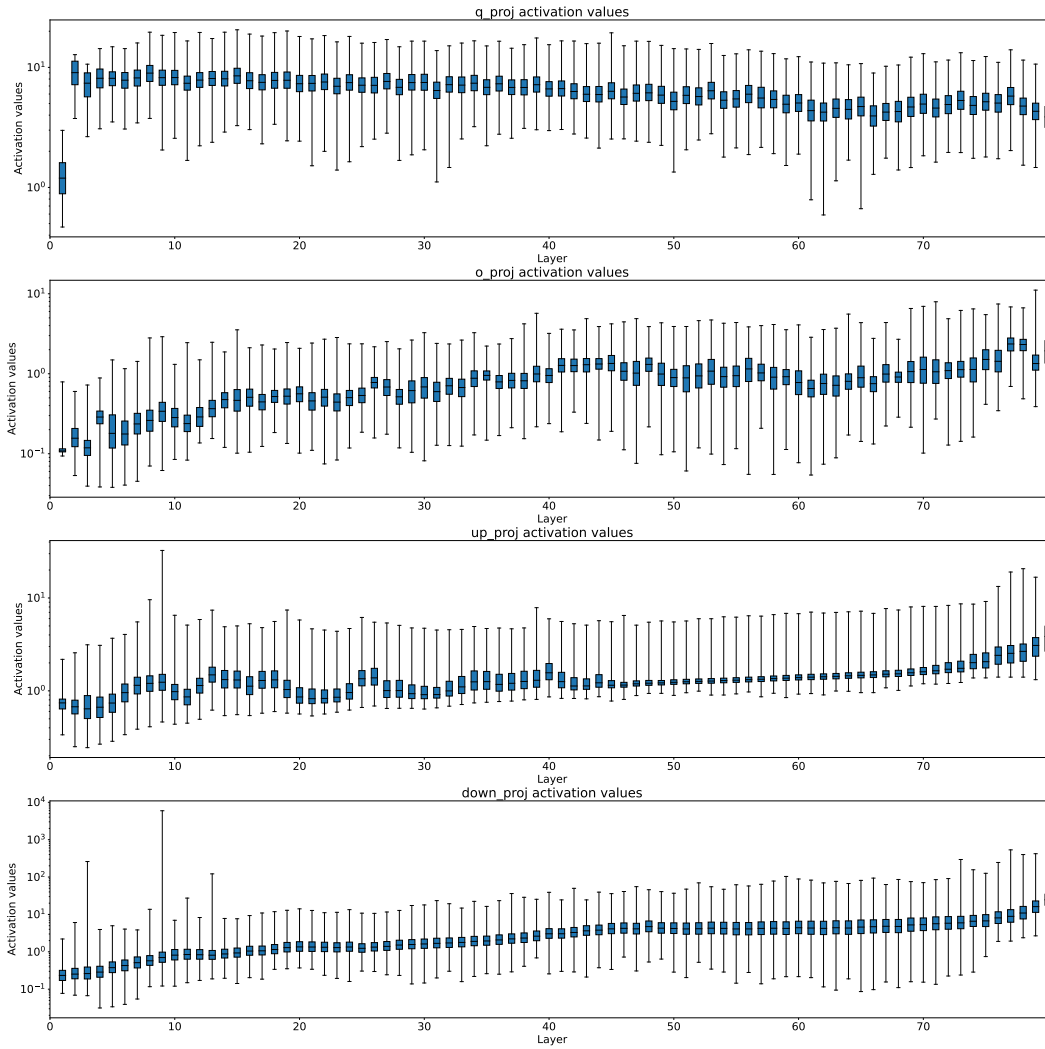 q_proj activation values
10¹
10⁰
Activation values
0 10 20 30 40 50 60 70
Layer
o_proj activation values
10¹
10⁰
10⁻¹
Activation values
0 10 20 30 40 50 60 70
Layer
up_proj activation values
10¹
10⁰
Activation values
0 10 20 30 40 50 60 70
Layer
down_proj activation values
10⁴
10³
10²
10¹
10⁰
10⁻¹
Activation values
0 10 20 30 40 50 60 70
Layer